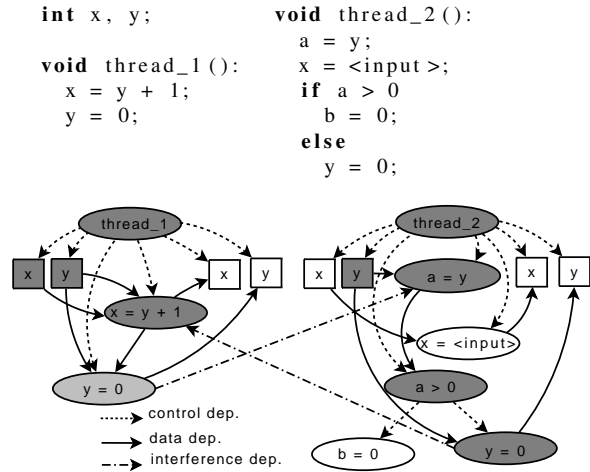 int x, y;
void thread_1():
x = y + 1;
y = 0;
void thread_2():
a = y;
x = <input>;
if a > 0
b = 0;
else
y = 0;
thread_1
x
y
x
y
x = y + 1
y = 0
control dep.
data dep.
interference dep.
thread_2
x
y
x
y
a = y
x = <input>
a > 0
b = 0
y = 0